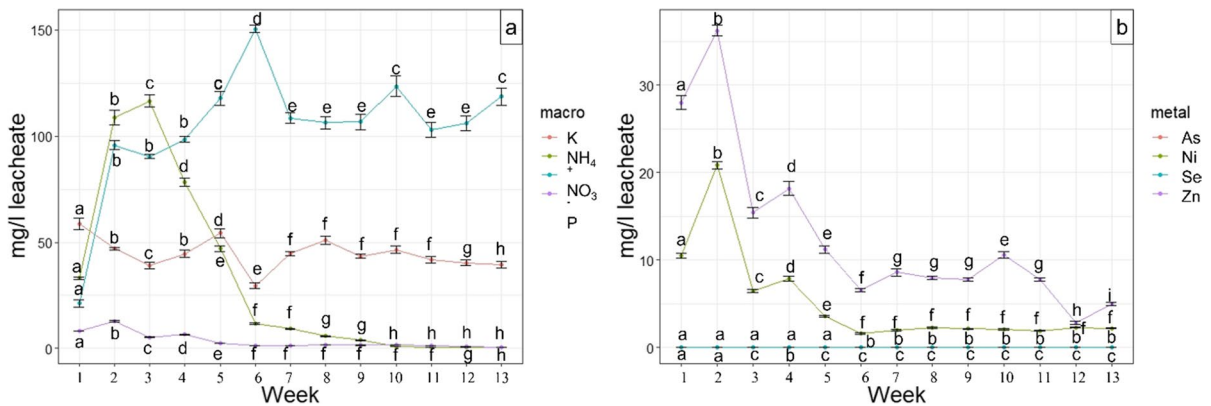 a
150
100
50
0
mg/l leacheate
a b b b c d e e e c e e c
a b c d e f f g g h h h h
a b c b d e f f f f f g h
a b c d e f f f f f f g h
1 2 3 4 5 6 7 8 9 10 11 12 13
Week
macro
K
NH4
+
NO3
-
P
b
30
20
10
0
mg/l leacheate
a b c d e f g g g e g h i
a b c d e f f f f f f f f
a a a a a b b b b b b b b
a a c b c c c c c c c c c
1 2 3 4 5 6 7 8 9 10 11 12 13
Week
metal
As
Ni
Se
Zn